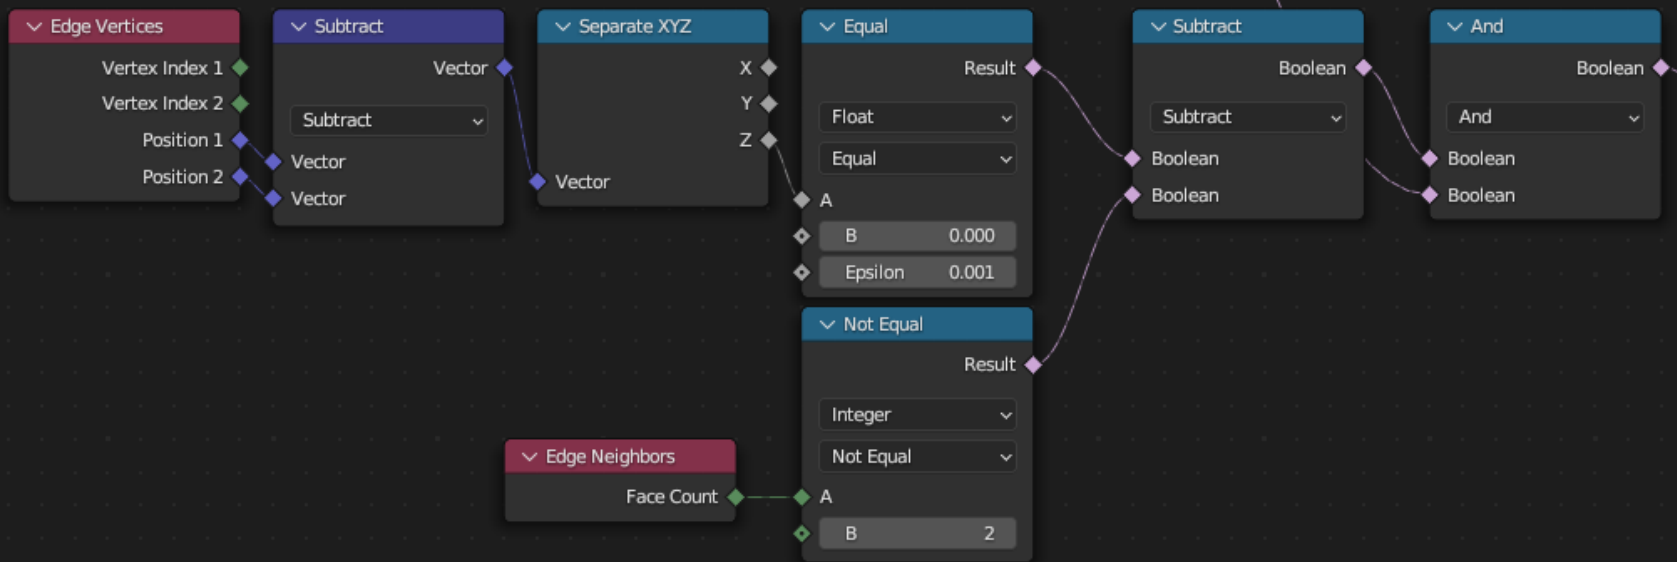 Edge Vertices
Vertex Index 1
Vertex Index 2
Position 1
Position 2
Subtract
Vector
Subtract
Vector
Vector
Separate XYZ
X
Y
Z
Vector
Equal
Result
Float
Equal
A
B 0.000
Epsilon 0.001
Not Equal
Result
Integer
Not Equal
A
B 2
Edge Neighbors
Face Count
Subtract
Boolean
Subtract
Boolean
Boolean
And
Boolean
And
Boolean
Boolean